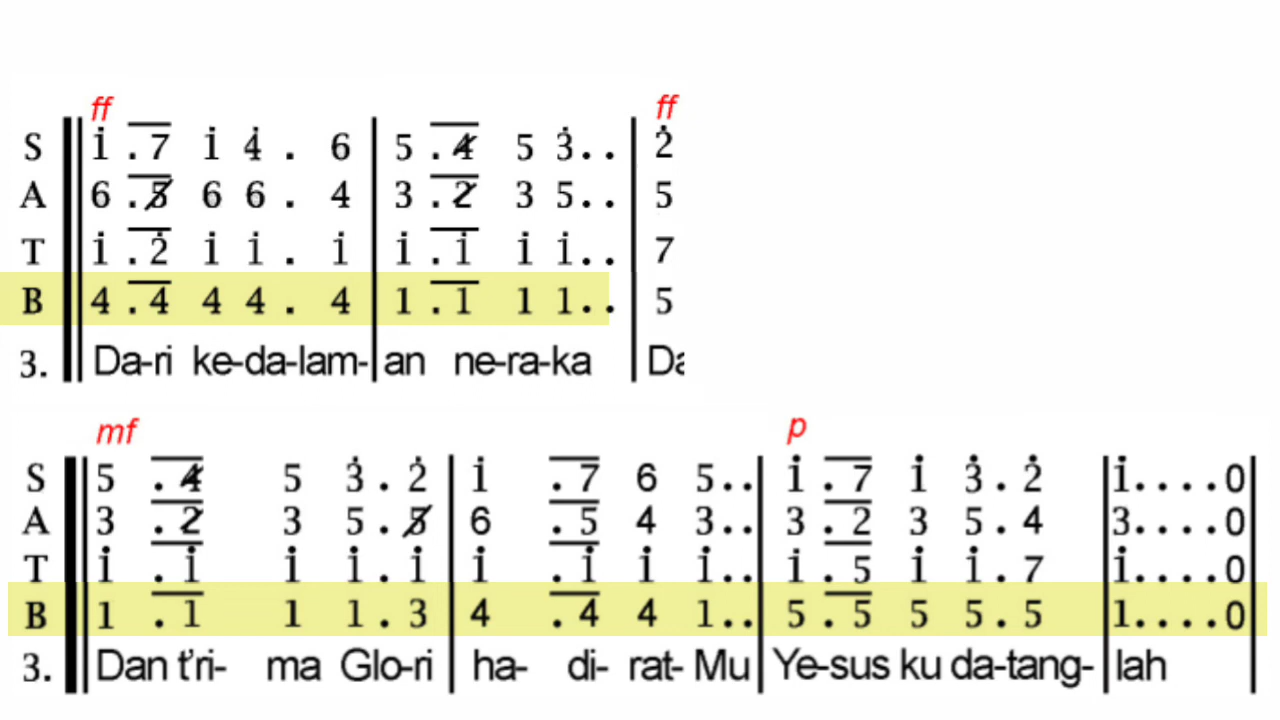 ff ff
S i̇ . 7 i̇ 4̇ . 6 5 . 4̸ 5 3̇ . . 2̇
A 6 . 5̸ 6 6 . 4 3 . 2̸ 3 5 . . 5
T i̇ . 2̇ i̇ i̇ . i̇ i̇ . i̇ i̇ i̇ . . 7
B 4 . 4 4 4 . 4 1 . 1 1 1 . . 5
3. Da-ri ke-da-lam- an ne-ra-ka Da
mf p
S 5 . 4̸ 5 3̇ . 2̇ i̇ . 7 6 5 . . i̇ . 7 i̇ 3̇ . 2̇ i̇ . . . . 0
A 3 . 2̸ 3 5 . 5̸ 6 . 5 4 3 . . 3 . 2 3 5 . 4 3 . . . . 0
T i̇ . i̇ i̇ i̇ . i̇ i̇ . i̇ i̇ i̇ . . i̇ . 5 i̇ i̇ . 7 i̇ . . . . 0
B 1 . 1 1 1 . 3 4 . 4 4 1 . . 5 . 5 5 5 . 5 1 . . . . 0
3. Dan t'ri- ma Glo-ri ha- di- rat- Mu Ye-sus ku da-tang- lah